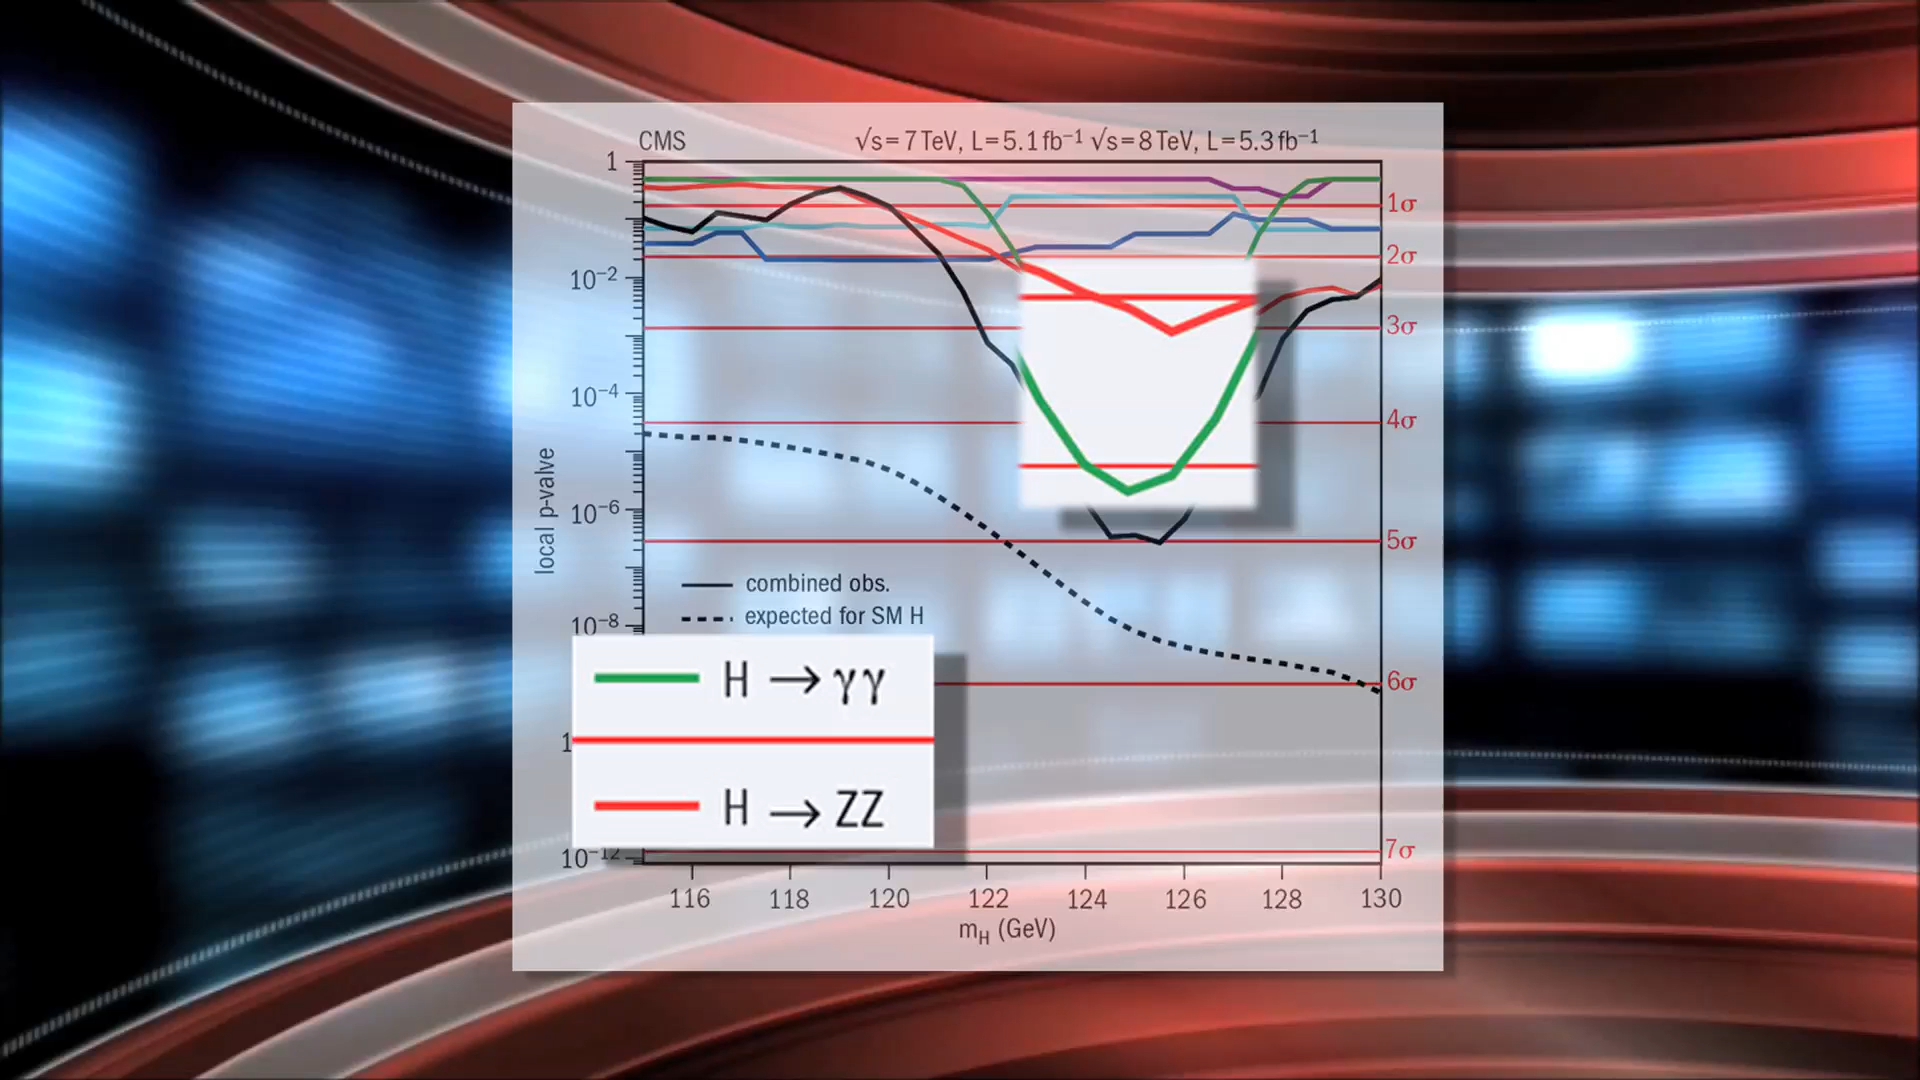 CMS √s=7 TeV, L=5.1 fb⁻¹ √s=8 TeV, L=5.3 fb⁻¹
1
1σ
2σ
10⁻²
3σ
10⁻⁴
4σ
local p-valve
10⁻⁶
5σ
combined obs.
expected for SM H
10⁻⁸
H → γγ
6σ
1
H → ZZ
10⁻¹²
7σ
116 118 120 122 124 126 128 130
mH (GeV)